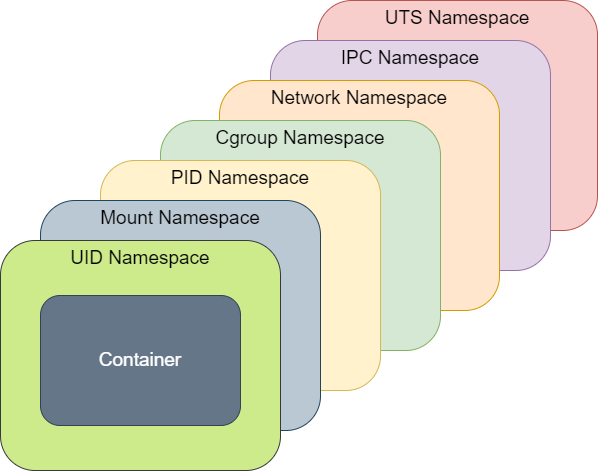 UTS Namespace
IPC Namespace
Network Namespace
Cgroup Namespace
PID Namespace
Mount Namespace
UID Namespace
Container